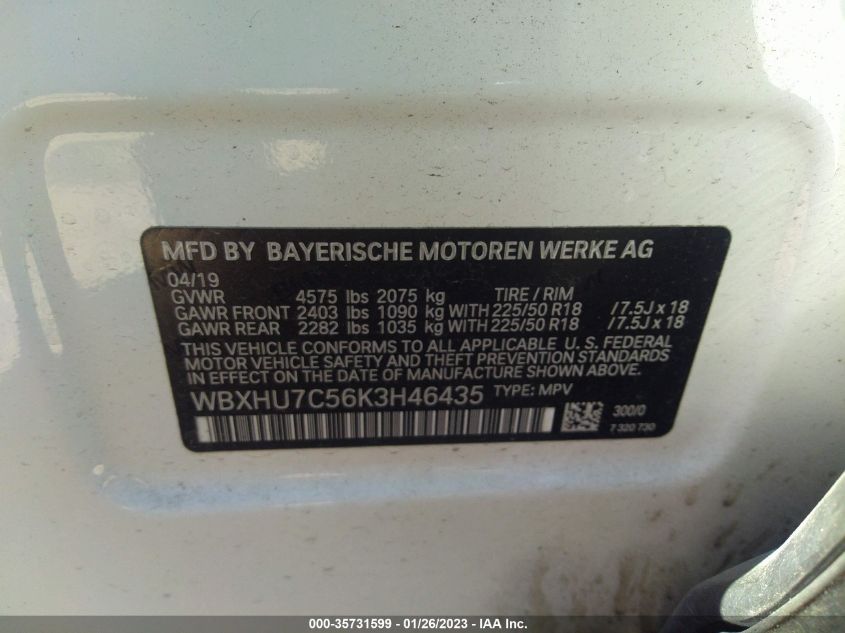 MFD BY BAYERISCHE MOTOREN WERKE AG
04/19
GVWR 4575 lbs 2075 kg TIRE / RIM
GAWR FRONT 2403 lbs 1090 kg WITH 225/50 R18 / 7.5J x 18
GAWR REAR 2282 lbs 1035 kg WITH 225/50 R18 / 7.5J x 18
THIS VEHICLE CONFORMS TO ALL APPLICABLE U. S. FEDERAL
MOTOR VEHICLE SAFETY AND THEFT PREVENTION STANDARDS
IN EFFECT ON THE DATE OF MANUFACTURE SHOWN ABOVE.
WBXHU7C56K3H46435 TYPE: MPV
300/0
7 320 730
000-35731599 - 01/26/2023 - IAA Inc.